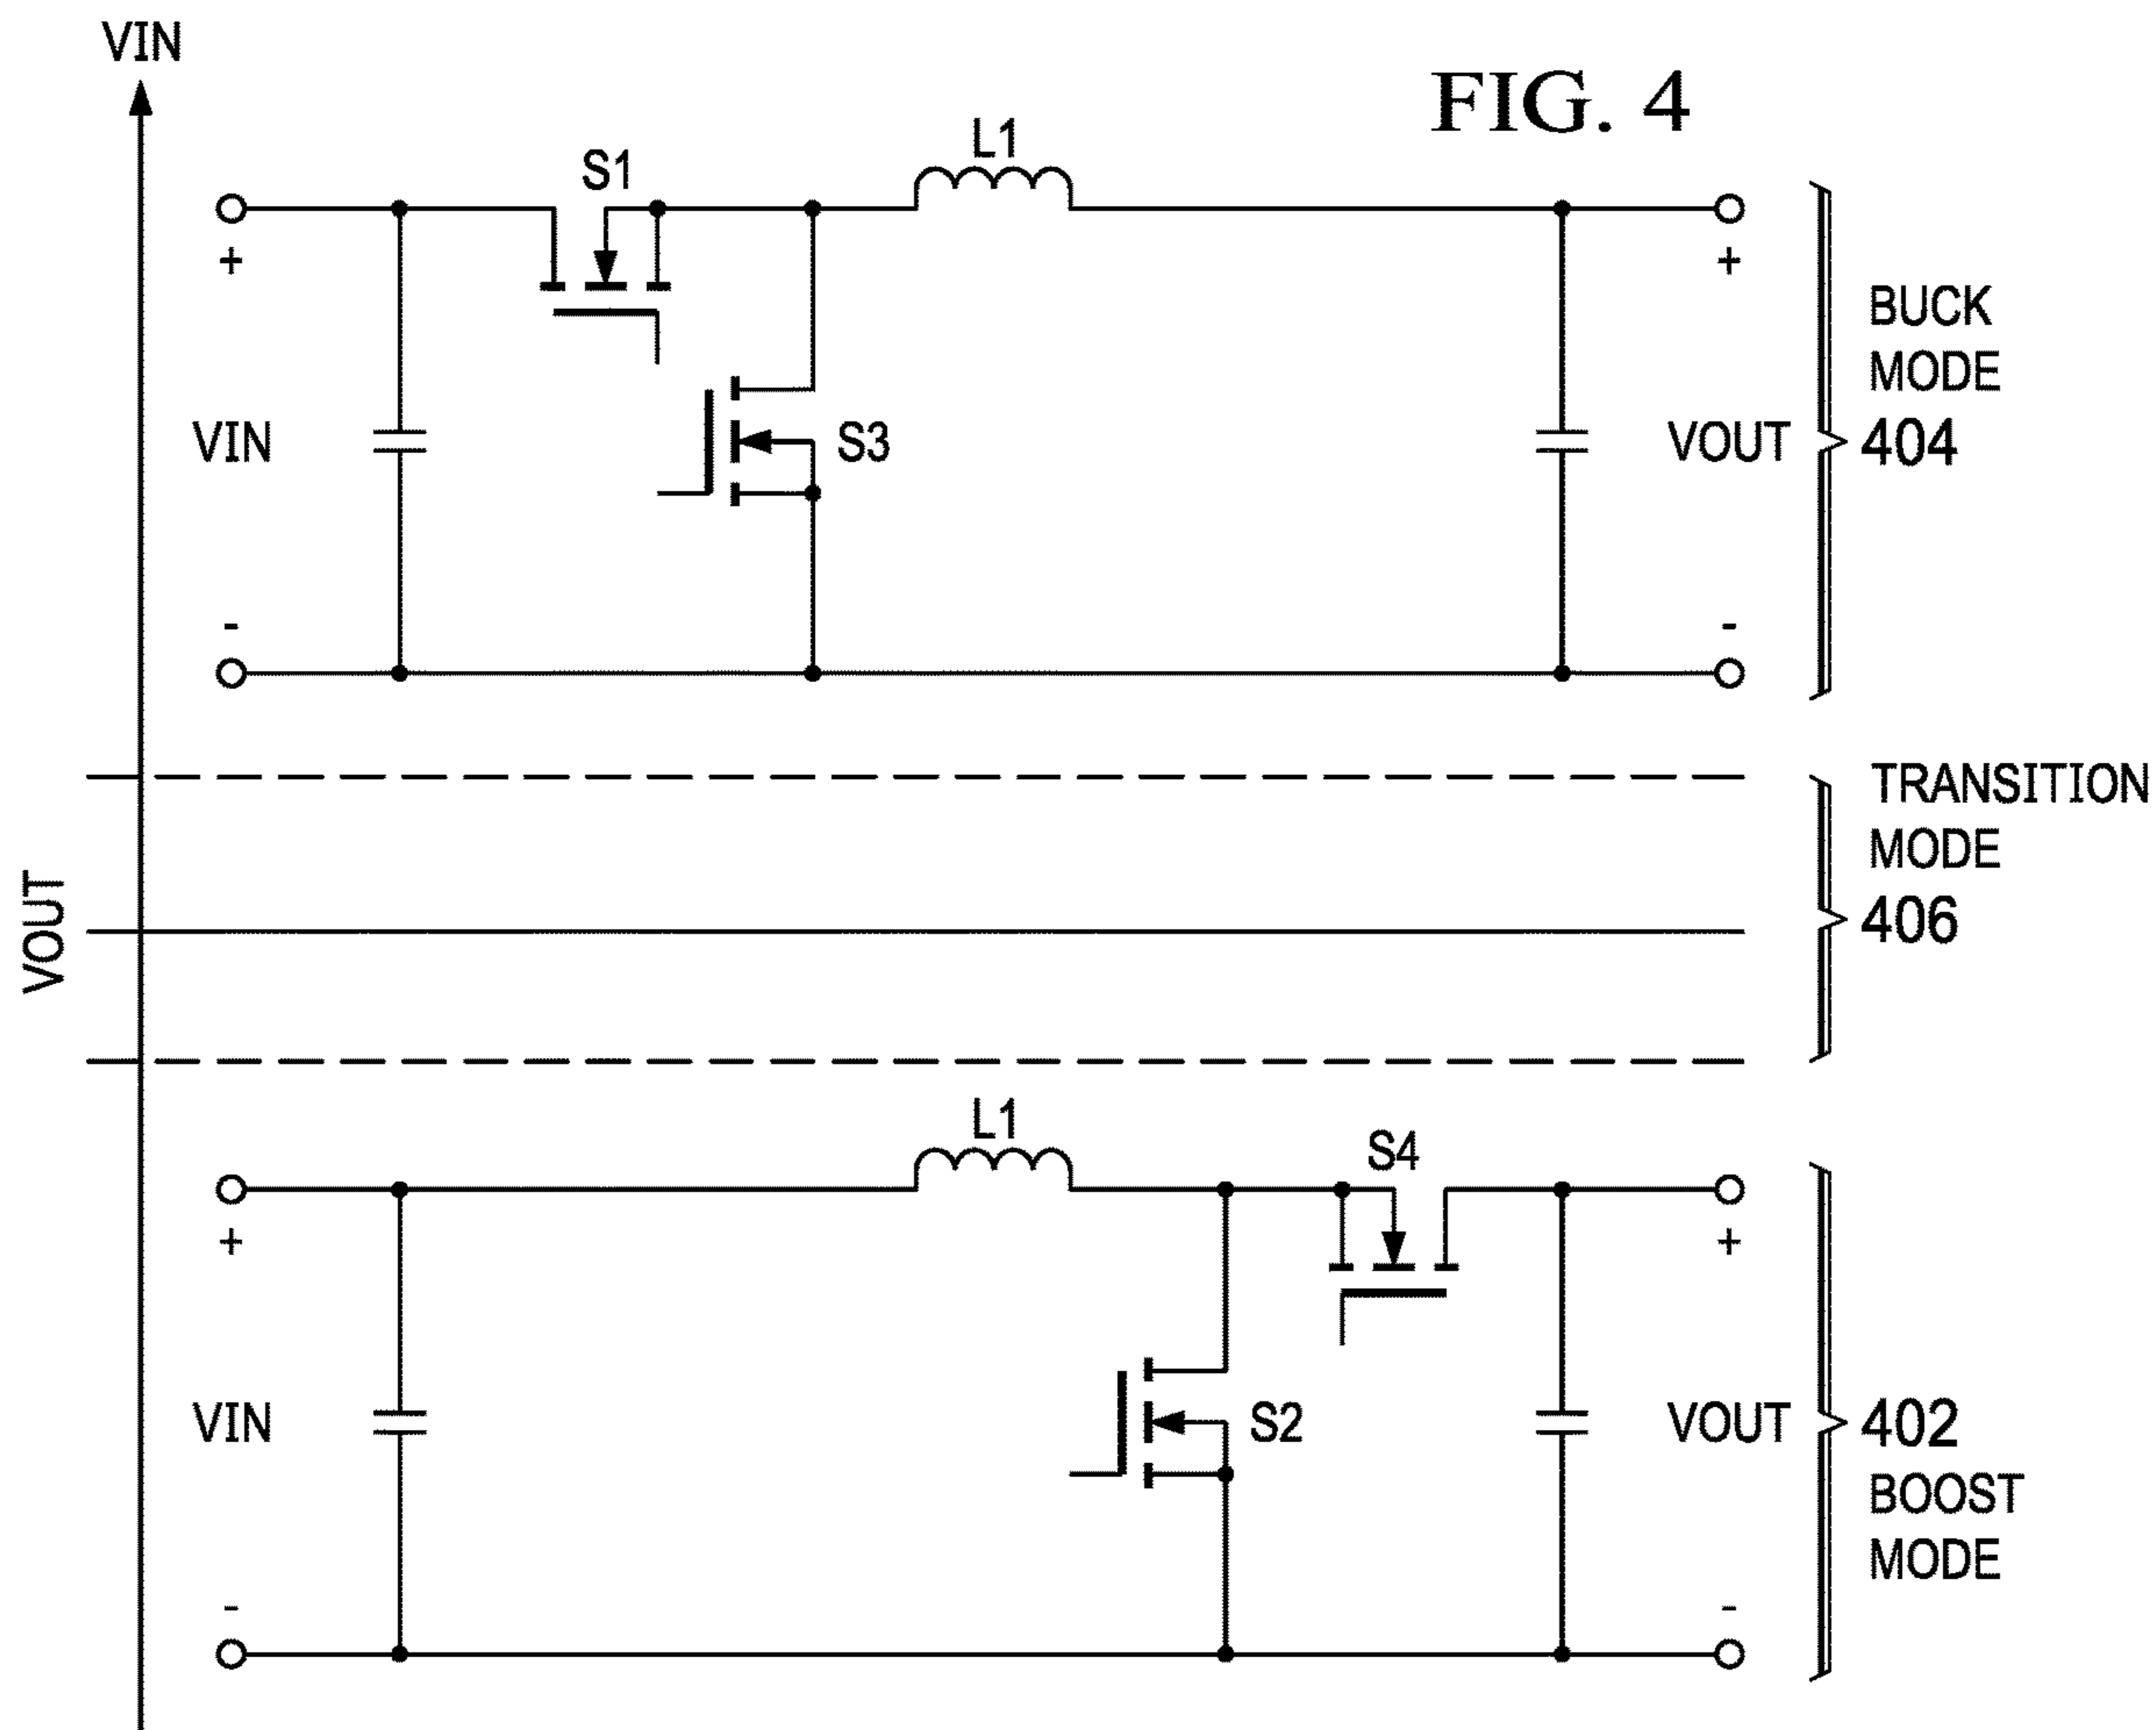 VIN
FIG. 4
S1
L1
+
+
BUCK
MODE
404
VIN
S3
VOUT
-
-
TRANSITION
MODE
406
VOUT
L1
S4
+
+
VIN
S2
VOUT
402
BOOST
MODE
-
-